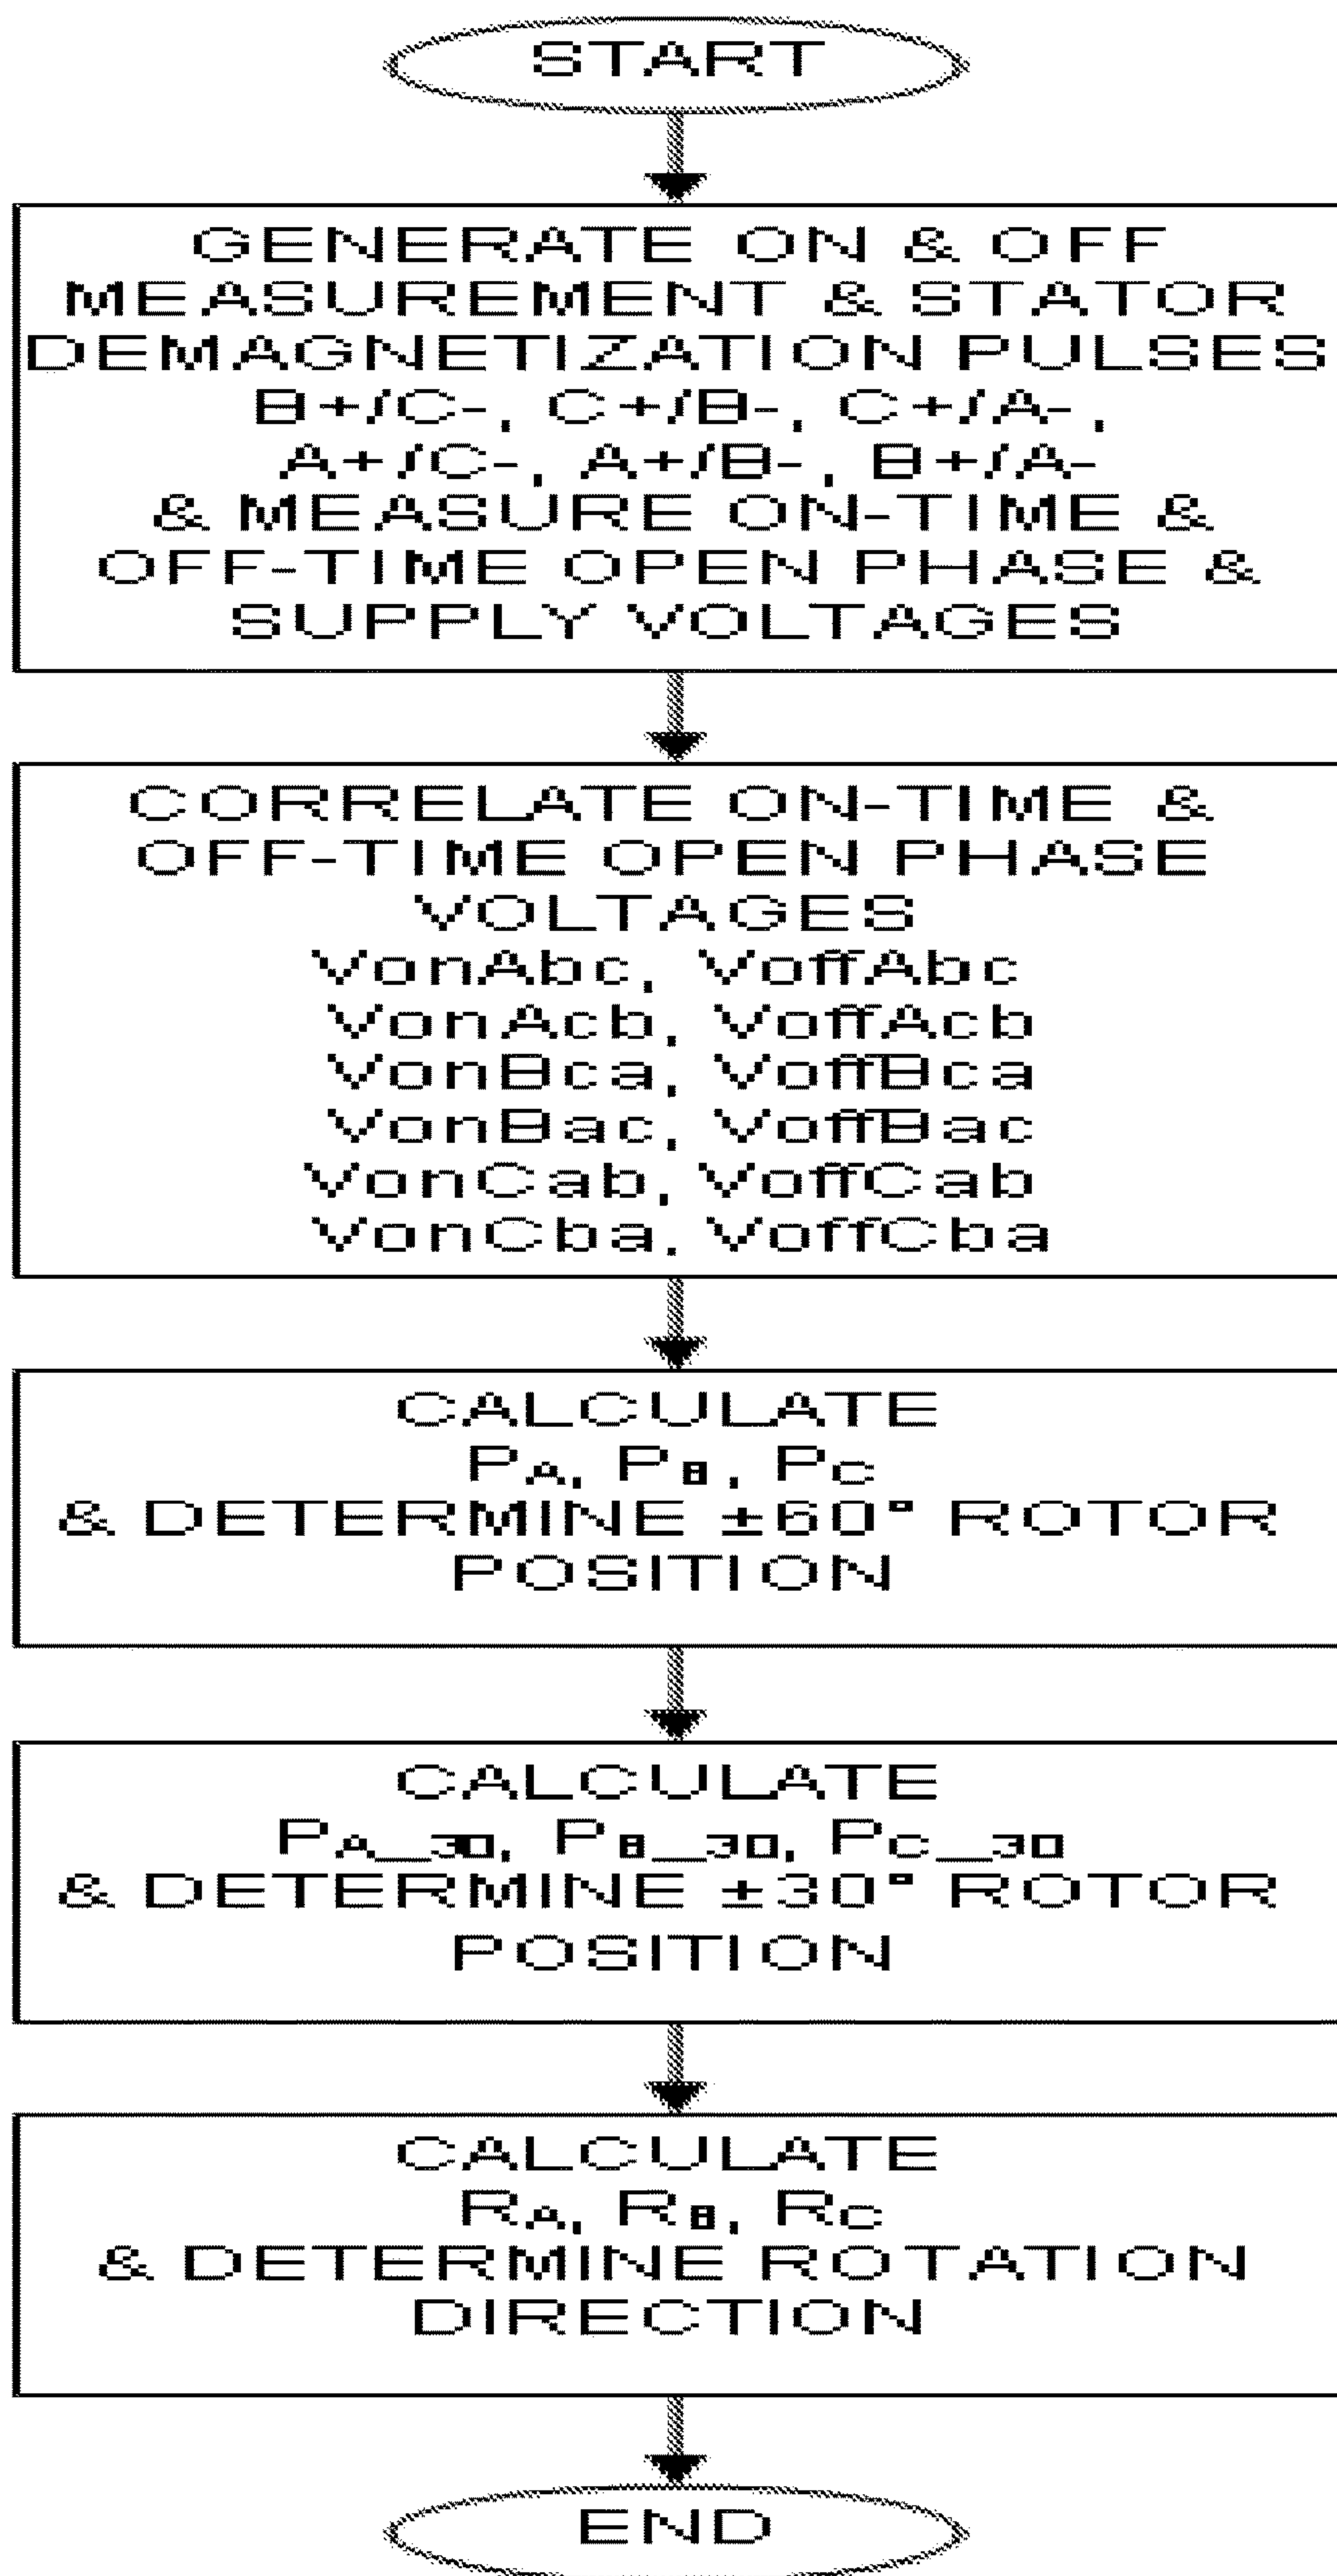 START
GENERATE ON & OFF
MEASUREMENT & STATOR
DEMAGNETIZATION PULSES
B+/C-, C+/B-, C+/A-,
A+/C-, A+/B-, B+/A-
& MEASURE ON-TIME &
OFF-TIME OPEN PHASE &
SUPPLY VOLTAGES
CORRELATE ON-TIME &
OFF-TIME OPEN PHASE
VOLTAGES
VonAbc, VoffAbc
VonAcb, VoffAcb
VonBca, VoffBca
VonBac, VoffBac
VonCab, VoffCab
VonCba, VoffCba
CALCULATE
PA, PB, PC
& DETERMINE ±60° ROTOR
POSITION
CALCULATE
PA_30, PB_30, PC_30
& DETERMINE ±30° ROTOR
POSITION
CALCULATE
RA, RB, RC
& DETERMINE ROTATION
DIRECTION
END